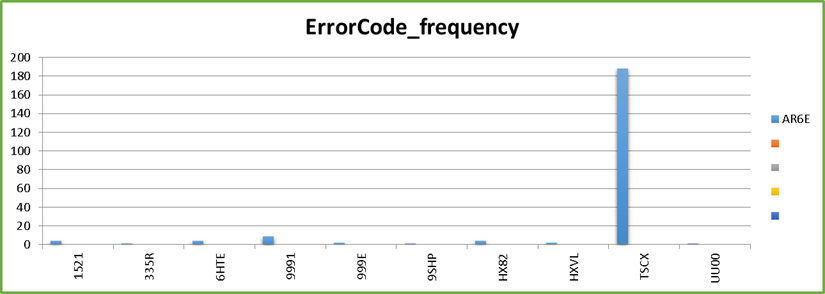 ErrorCode_frequency
200
180
160
140
120
100
80
60
40
20
0
1521
335R
6HTE
9991
999E
9SHP
HX82
HXVL
TSCX
UU00
AR6E